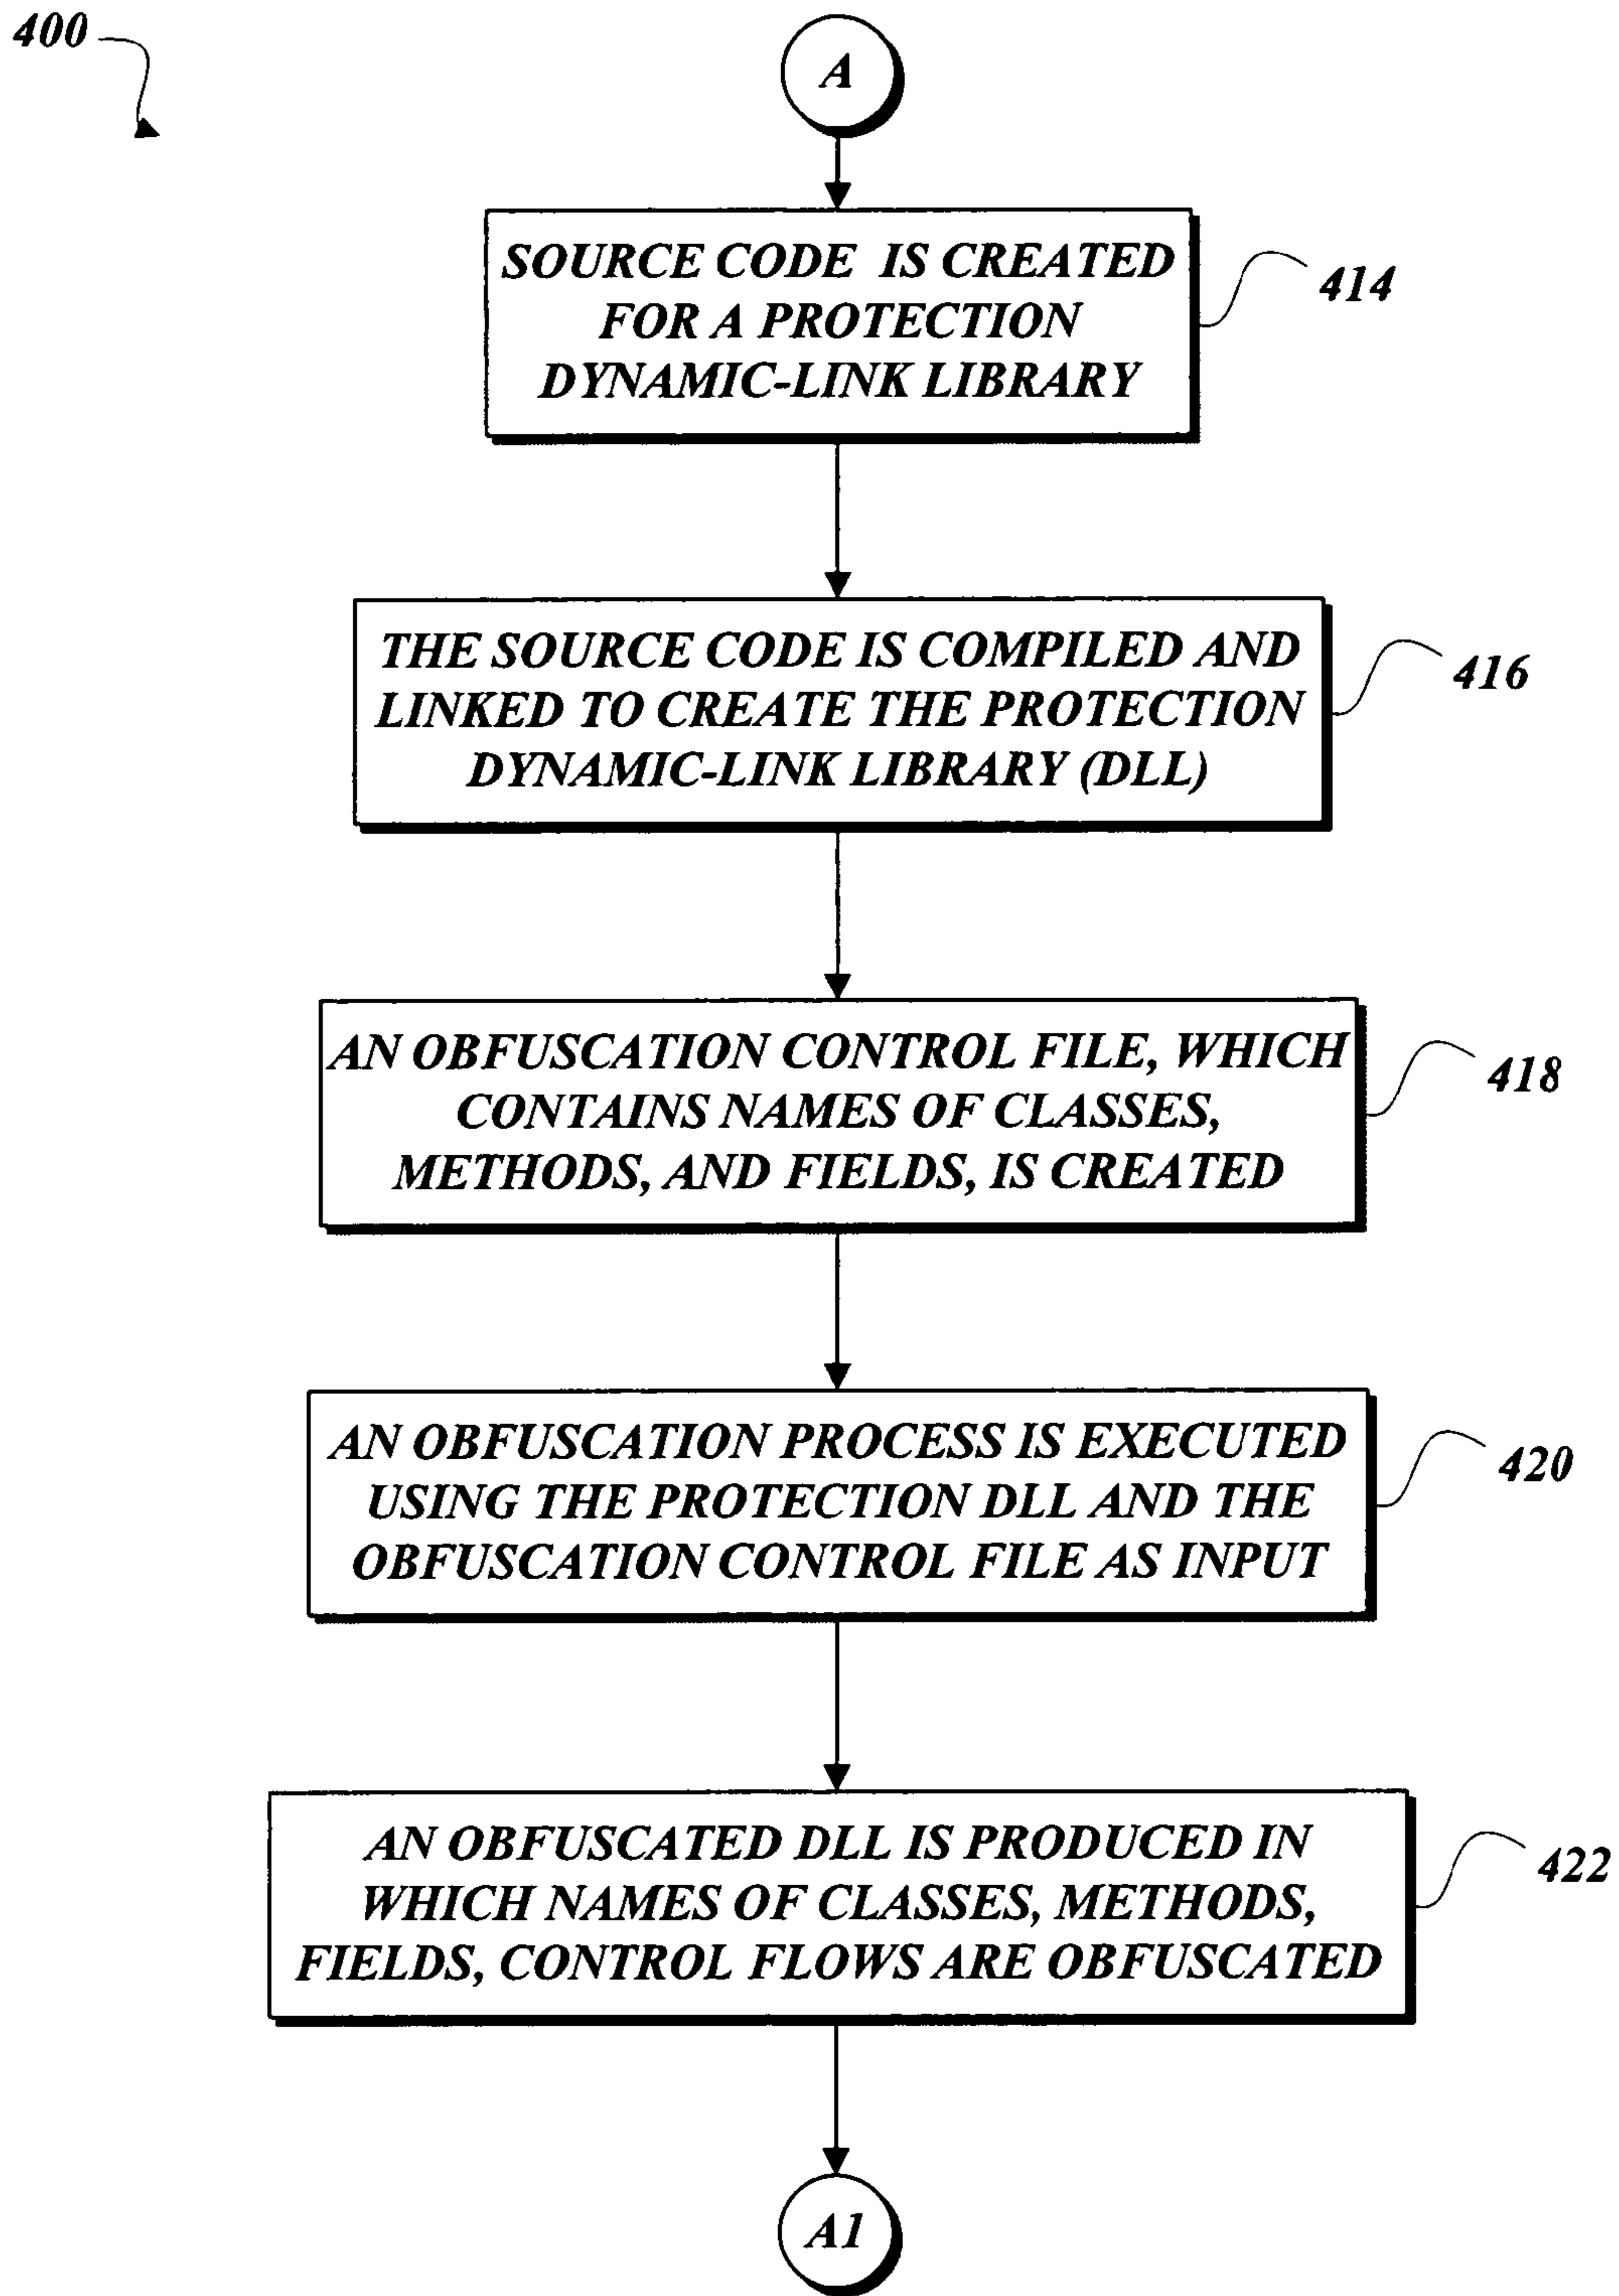 400
A
SOURCE CODE IS CREATED
FOR A PROTECTION
DYNAMIC-LINK LIBRARY
414
THE SOURCE CODE IS COMPILED AND
LINKED TO CREATE THE PROTECTION
DYNAMIC-LINK LIBRARY (DLL)
416
AN OBFUSCATION CONTROL FILE, WHICH
CONTAINS NAMES OF CLASSES,
METHODS, AND FIELDS, IS CREATED
418
AN OBFUSCATION PROCESS IS EXECUTED
USING THE PROTECTION DLL AND THE
OBFUSCATION CONTROL FILE AS INPUT
420
AN OBFUSCATED DLL IS PRODUCED IN
WHICH NAMES OF CLASSES, METHODS,
FIELDS, CONTROL FLOWS ARE OBFUSCATED
422
A1